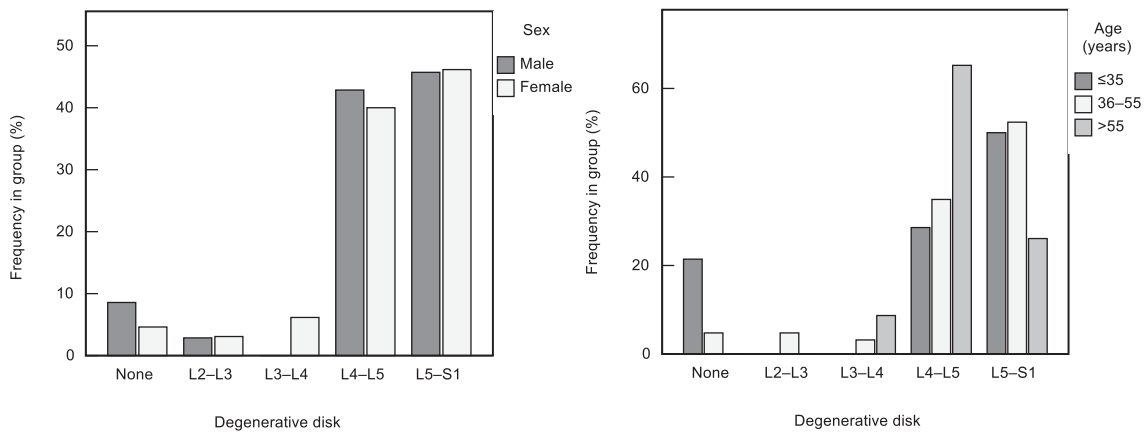 Frequency in group (%)
50
40
30
20
10
0
None L2–L3 L3–L4 L4–L5 L5–S1
Degenerative disk
Sex
Male
Female
Frequency in group (%)
60
40
20
0
None L2–L3 L3–L4 L4–L5 L5–S1
Degenerative disk
Age
(years)
≤35
36–55
>55